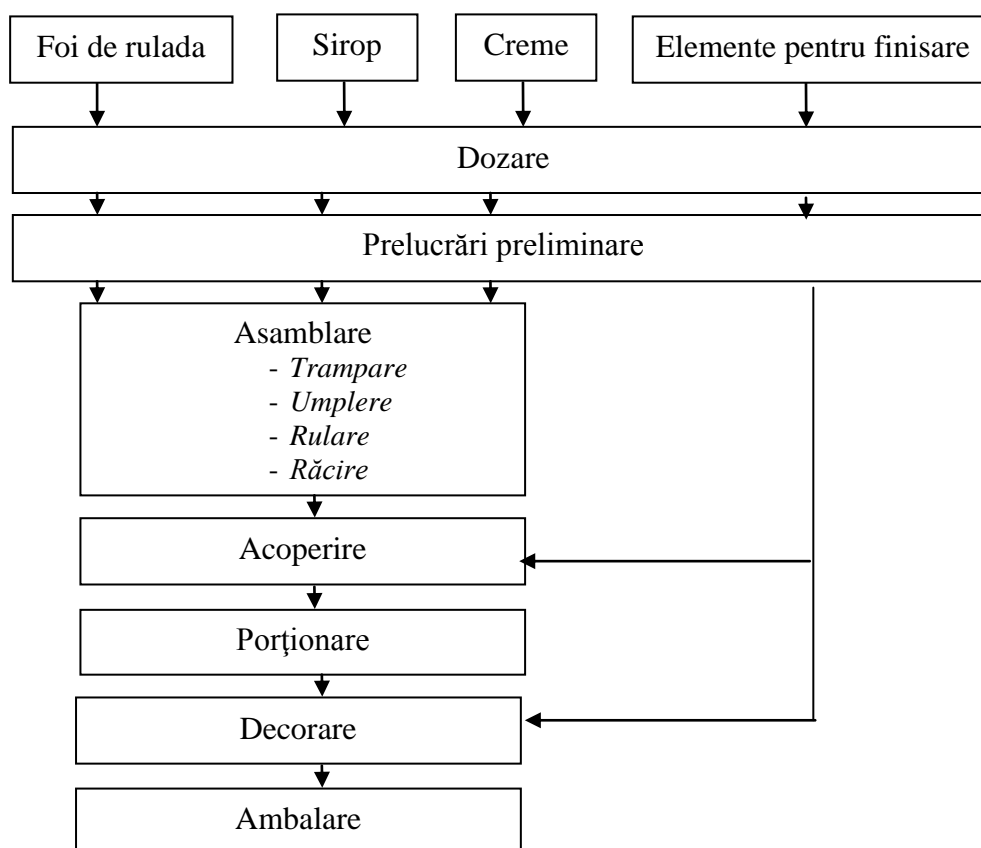 Foi de rulada
Sirop
Creme
Elemente pentru finisare
Dozare
Prelucrări preliminare
Asamblare
- Trampare
- Umplere
- Rulare
- Răcire
Acoperire
Porţionare
Decorare
Ambalare